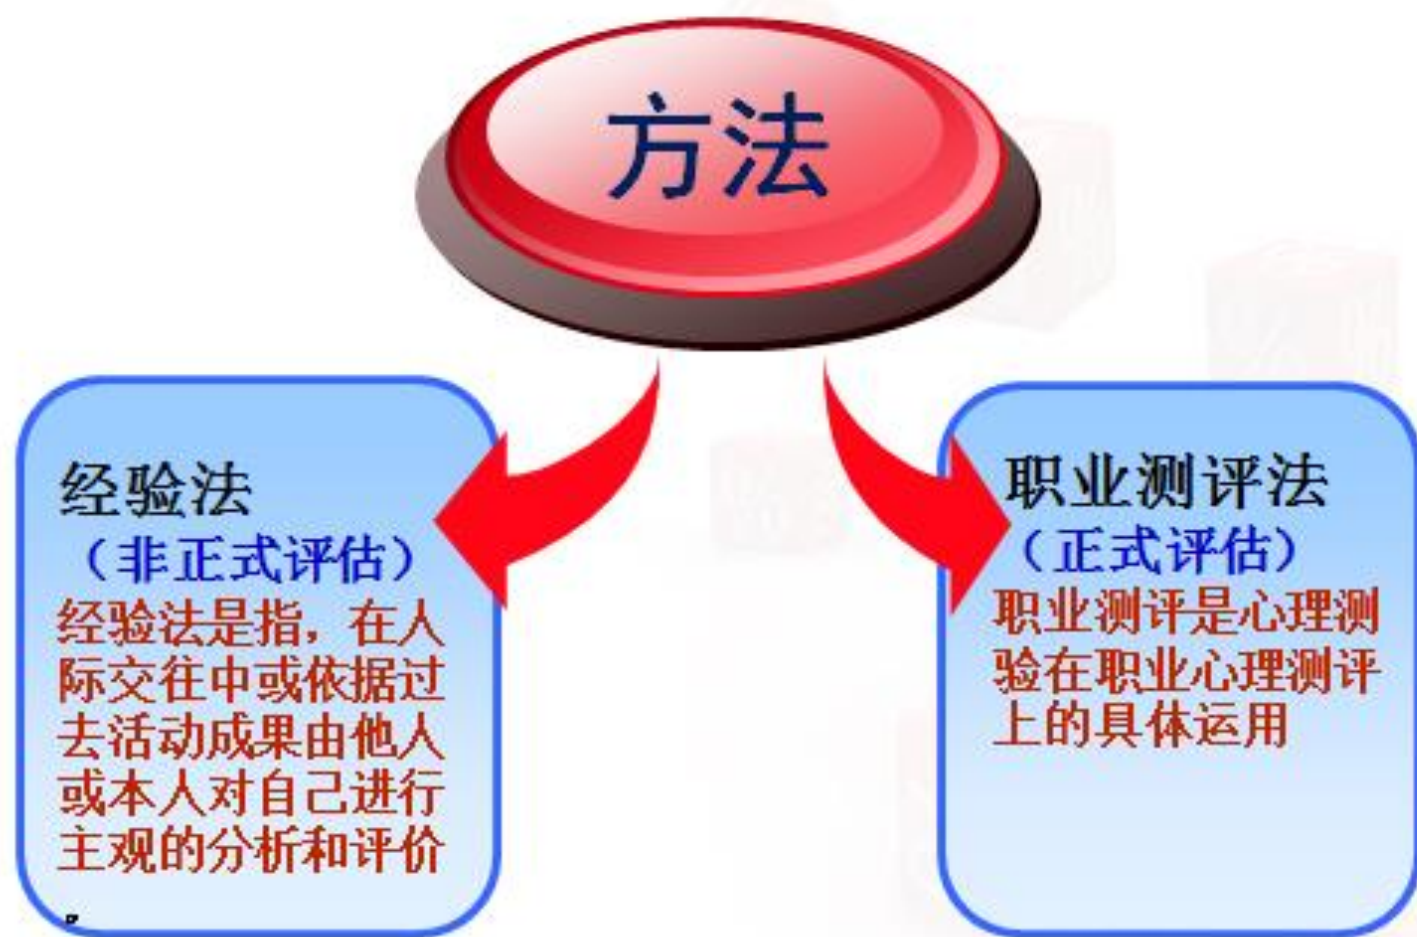 方法
经验法
（非正式评估）
经验法是指，在人
际交往中或依据过
去活动成果由他人
或本人对自己进行
主观的分析和评价
职业测评法
（正式评估）
职业测评是心理测
验在职业心理测评
上的具体运用